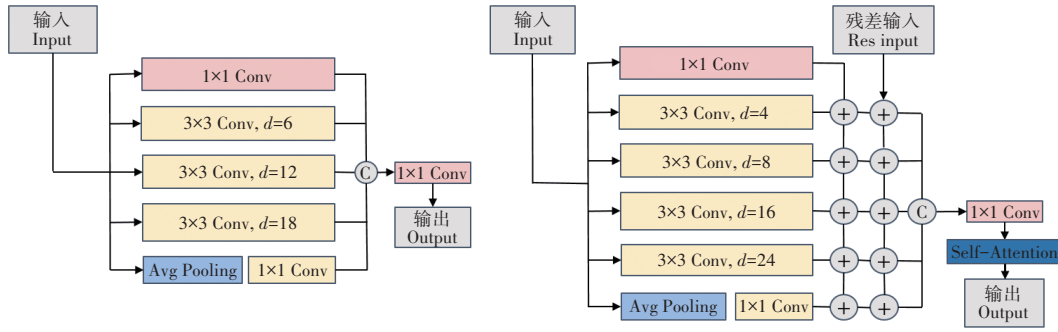 输入
Input
1×1 Conv
3×3 Conv, d=6
3×3 Conv, d=12
3×3 Conv, d=18
Avg Pooling
1×1 Conv
C
1×1 Conv
输出
Output
输入
Input
残差输入
Res input
1×1 Conv
3×3 Conv, d=4
3×3 Conv, d=8
3×3 Conv, d=16
3×3 Conv, d=24
Avg Pooling
1×1 Conv
+ +
+ +
+ +
+ +
+ +
C
1×1 Conv
Self-Attention
输出
Output